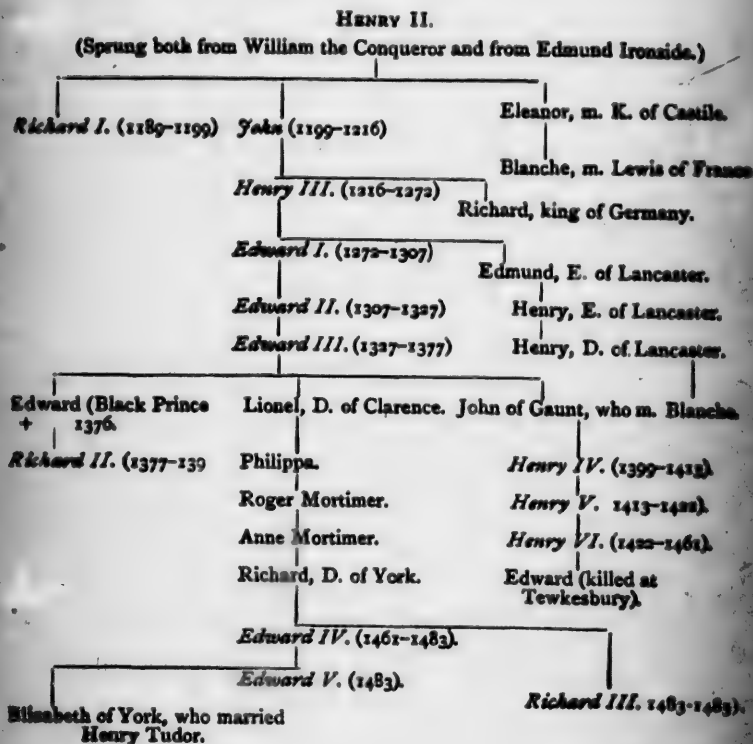 HENRY II.
(Sprung both from William the Conqueror and from Edmund Ironside.)
Richard I. (1189-1199) John (1199-1216) Eleanor, m. K. of Castile.
Blanche, m. Lewis of France
Henry III. (1216-1272)
Richard, king of Germany.
Edward I. (1272-1307)
Edmund, E. of Lancaster.
Edward II. (1307-1327) Henry, E. of Lancaster.
Edward III. (1327-1377) Henry, D. of Lancaster.
Edward (Black Prince Lionel, D. of Clarence. John of Gaunt, who m. Blanche.
+ 1376.
Richard II. (1377-139 Philippa. Henry IV. (1399-1413).
Roger Mortimer. Henry V. 1413-1422).
Anne Mortimer. Henry VI. (1422-1461).
Richard, D. of York. Edward (killed at
Tewkesbury).
Edward IV. (1461-1483).
Edward V. (1483).
Richard III. 1483-1485).
Elisabeth of York, who married
Henry Tudor.